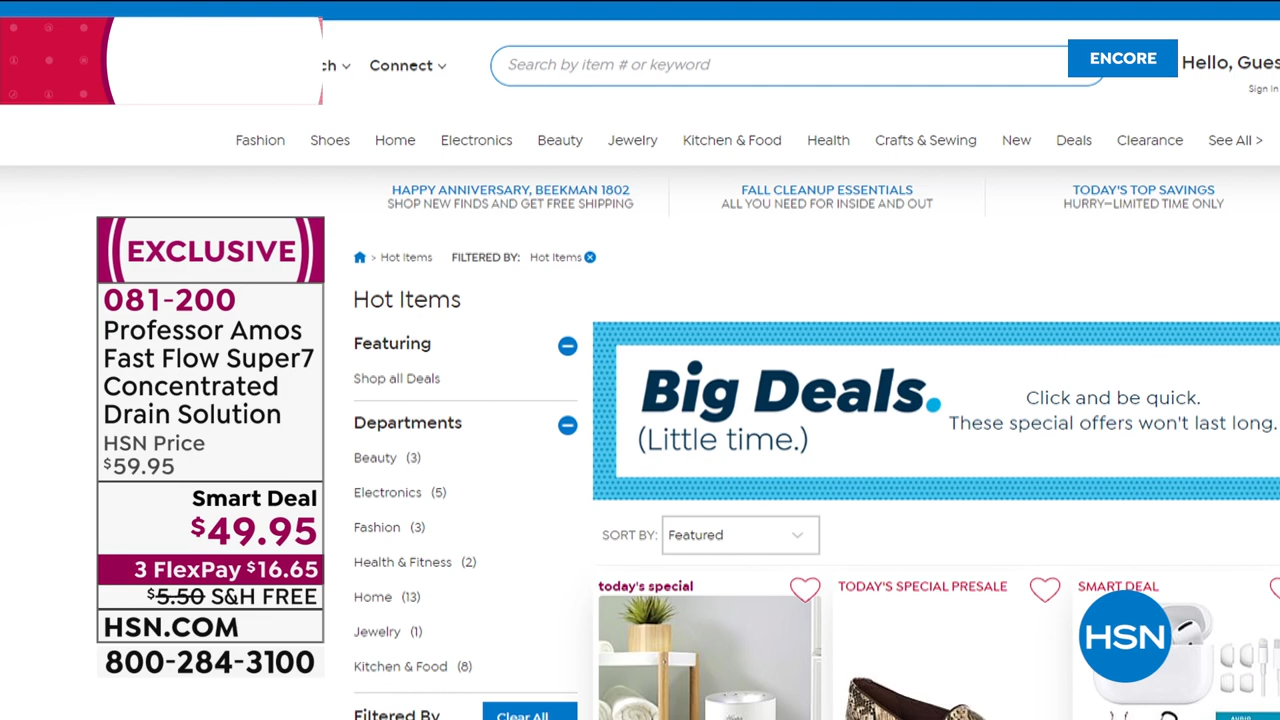 ch
Connect
Search by item # or keyword
ENCORE
Hello, Gues
Sign In
Fashion
Shoes
Home
Electronics
Beauty
Jewelry
Kitchen & Food
Health
Crafts & Sewing
New
Deals
Clearance
See All >
HAPPY ANNIVERSARY, BEEKMAN 1802
SHOP NEW FINDS AND GET FREE SHIPPING
FALL CLEANUP ESSENTIALS
ALL YOU NEED FOR INSIDE AND OUT
TODAY'S TOP SAVINGS
HURRY–LIMITED TIME ONLY
EXCLUSIVE
081-200
Professor Amos
Fast Flow Super7
Concentrated
Drain Solution
HSN Price
$59.95
Smart Deal
$49.95
3 FlexPay $16.65
$5.50 S&H FREE
HSN.COM
800-284-3100
> Hot Items
FILTERED BY: Hot Items
Hot Items
Featuring
Shop all Deals
Departments
Beauty (3)
Electronics (5)
Fashion (3)
Health & Fitness (2)
Home (13)
Jewelry (1)
Kitchen & Food (8)
Filtered By
Clear All
Big Deals.
(Little time.)
Click and be quick.
These special offers won't last long.
SORT BY: Featured
today's special
TODAY'S SPECIAL PRESALE
SMART DEAL
HSN